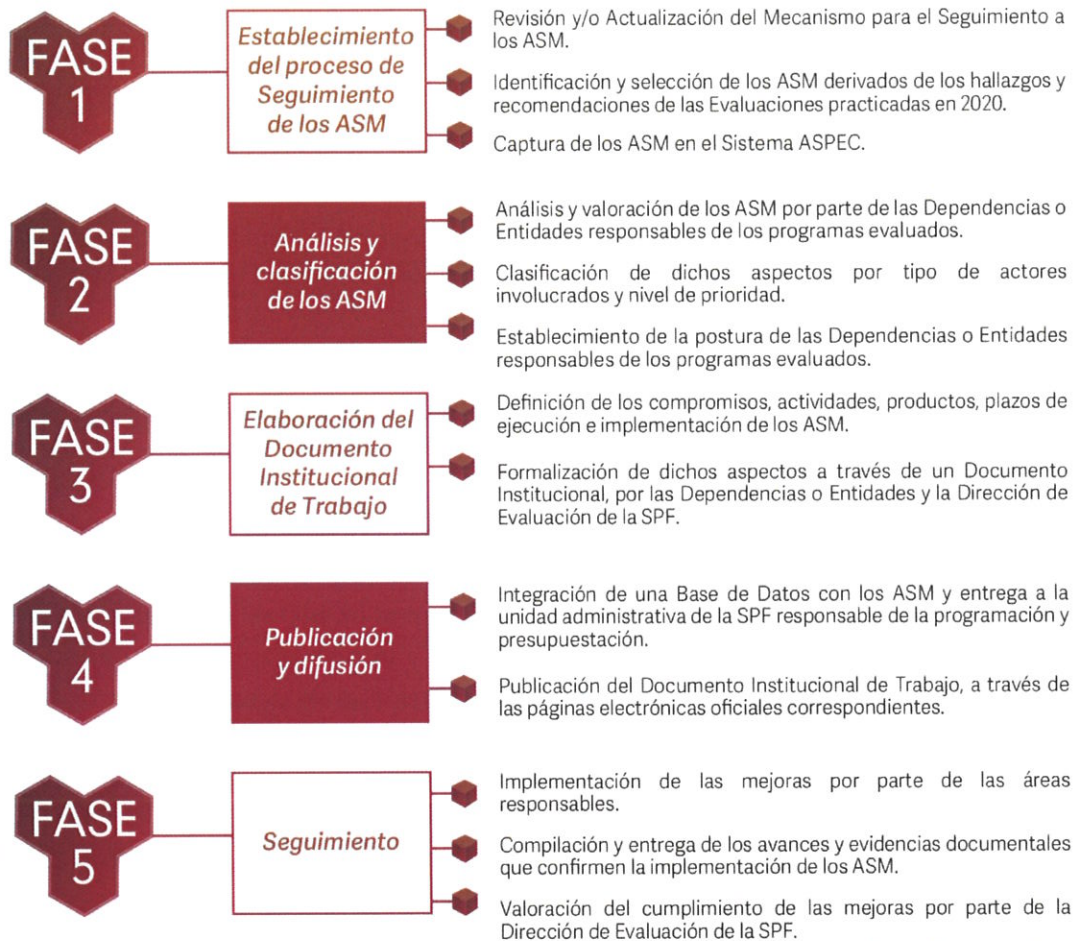 FASE
1
Establecimiento
del proceso de
Seguimiento
de los ASM
Revisión y/o Actualización del Mecanismo para el Seguimiento a
los ASM.
Identificación y selección de los ASM derivados de los hallazgos y
recomendaciones de las Evaluaciones practicadas en 2020.
Captura de los ASM en el Sistema ASPEC.
FASE
2
Análisis y
clasificación
de los ASM
Análisis y valoración de los ASM por parte de las Dependencias o
Entidades responsables de los programas evaluados.
Clasificación de dichos aspectos por tipo de actores
involucrados y nivel de prioridad.
Establecimiento de la postura de las Dependencias o Entidades
responsables de los programas evaluados.
FASE
3
Elaboración del
Documento
Institucional
de Trabajo
Definición de los compromisos, actividades, productos, plazos de
ejecución e implementación de los ASM.
Formalización de dichos aspectos a través de un Documento
Institucional, por las Dependencias o Entidades y la Dirección de
Evaluación de la SPF.
FASE
4
Publicación
y difusión
Integración de una Base de Datos con los ASM y entrega a la
unidad administrativa de la SPF responsable de la programación y
presupuestación.
Publicación del Documento Institucional de Trabajo, a través de
las páginas electrónicas oficiales correspondientes.
FASE
5
Seguimiento
Implementación de las mejoras por parte de las áreas
responsables.
Compilación y entrega de los avances y evidencias documentales
que confirmen la implementación de los ASM.
Valoración del cumplimiento de las mejoras por parte de la
Dirección de Evaluación de la SPF.